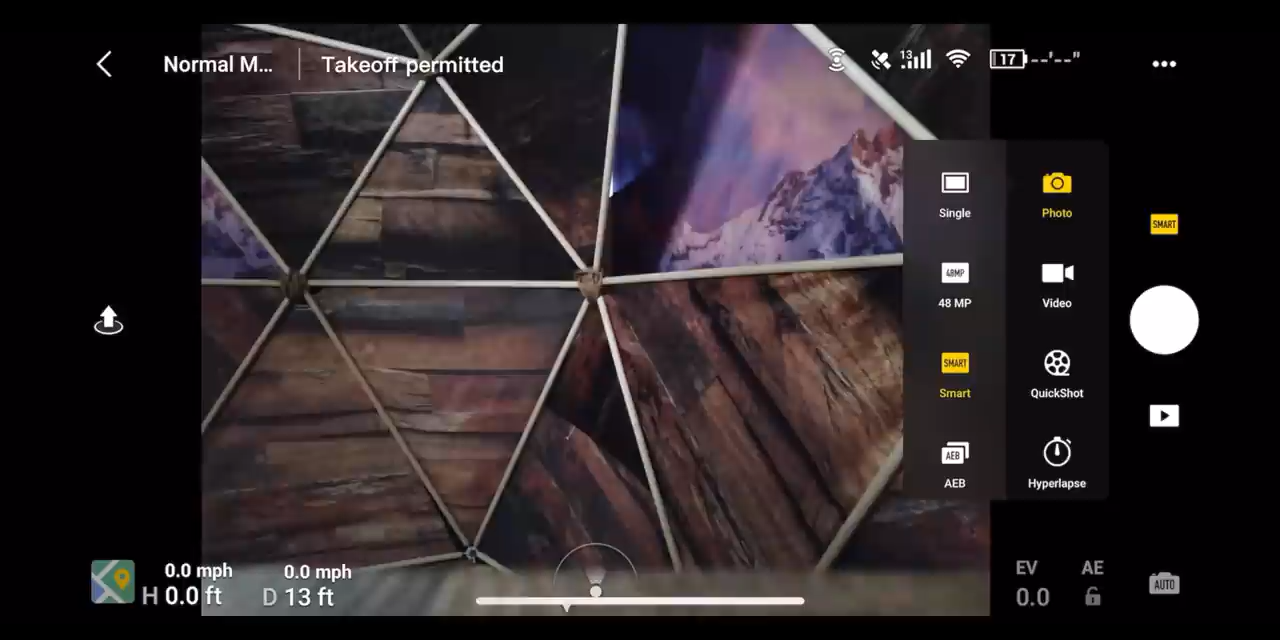 Normal M... Takeoff permitted
13
17 --'--"
Single
Photo
48MP
48 MP
Video
SMART
Smart
QuickShot
AEB
AEB
Hyperlapse
SMART
0.0 mph 0.0 mph
H 0.0 ft D 13 ft
EV AE
0.0
AUTO